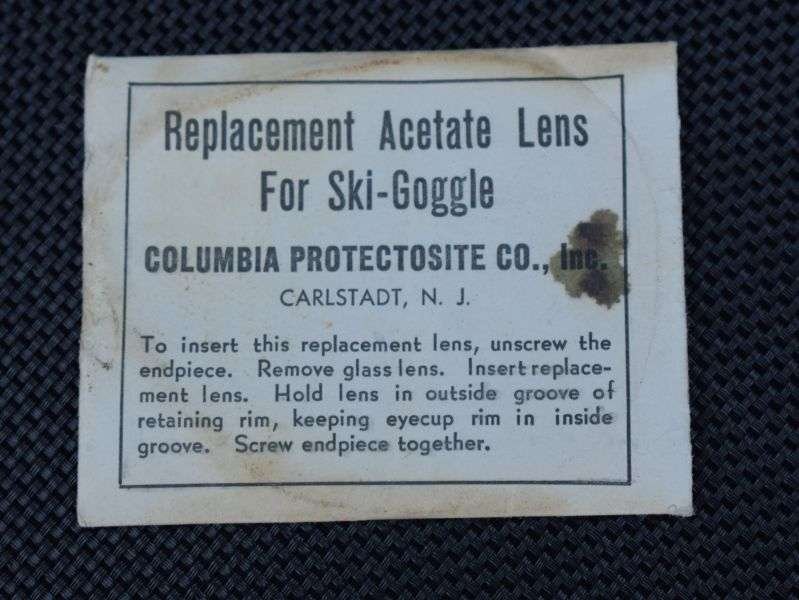 Replacement Acetate Lens
For Ski-Goggle
COLUMBIA PROTECTOSITE CO., Inc.
CARLSTADT, N. J.
To insert this replacement lens, unscrew the
endpiece. Remove glass lens. Insert replace-
ment lens. Hold lens in outside groove of
retaining rim, keeping eyecup rim in inside
groove. Screw endpiece together.